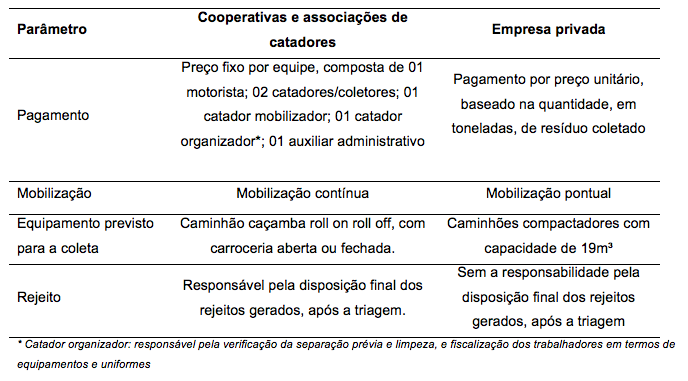 Parâmetro
Cooperativas e associações de
catadores
Empresa privada
Pagamento
Preço fixo por equipe, composta de 01
motorista; 02 catadores/coletores; 01
catador mobilizador; 01 catador
organizador*; 01 auxiliar administrativo
Pagamento por preço unitário,
baseado na quantidade, em
toneladas, de resíduo coletado
Mobilização
Mobilização contínua
Mobilização pontual
Equipamento previsto
para a coleta
Caminhão caçamba roll on roll off, com
carroceria aberta ou fechada.
Caminhões compactadores com
capacidade de 19m³
Rejeito
Responsável pela disposição final dos
rejeitos gerados, após a triagem.
Sem a responsabilidade pela
disposição final dos rejeitos
gerados, após a triagem
* Catador organizador: responsável pela verificação da separação prévia e limpeza, e fiscalização dos trabalhadores em termos de
equipamentos e uniformes